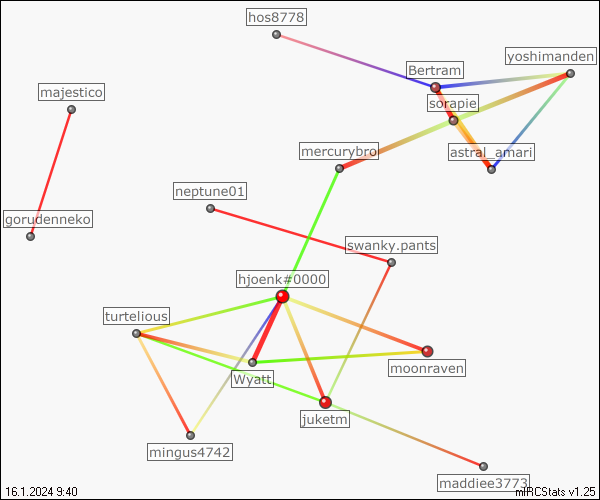 hos8778
yoshimanden
Bertram
majestico
sorapie
mercurybro
astral_amari
neptune01
gorudenneko
swanky.pants
hjoenk#0000
turtelious
moonraven
Wyatt
juketm
mingus4742
maddiee3773
16.1.2024 9:40
mIRCStats v1.25